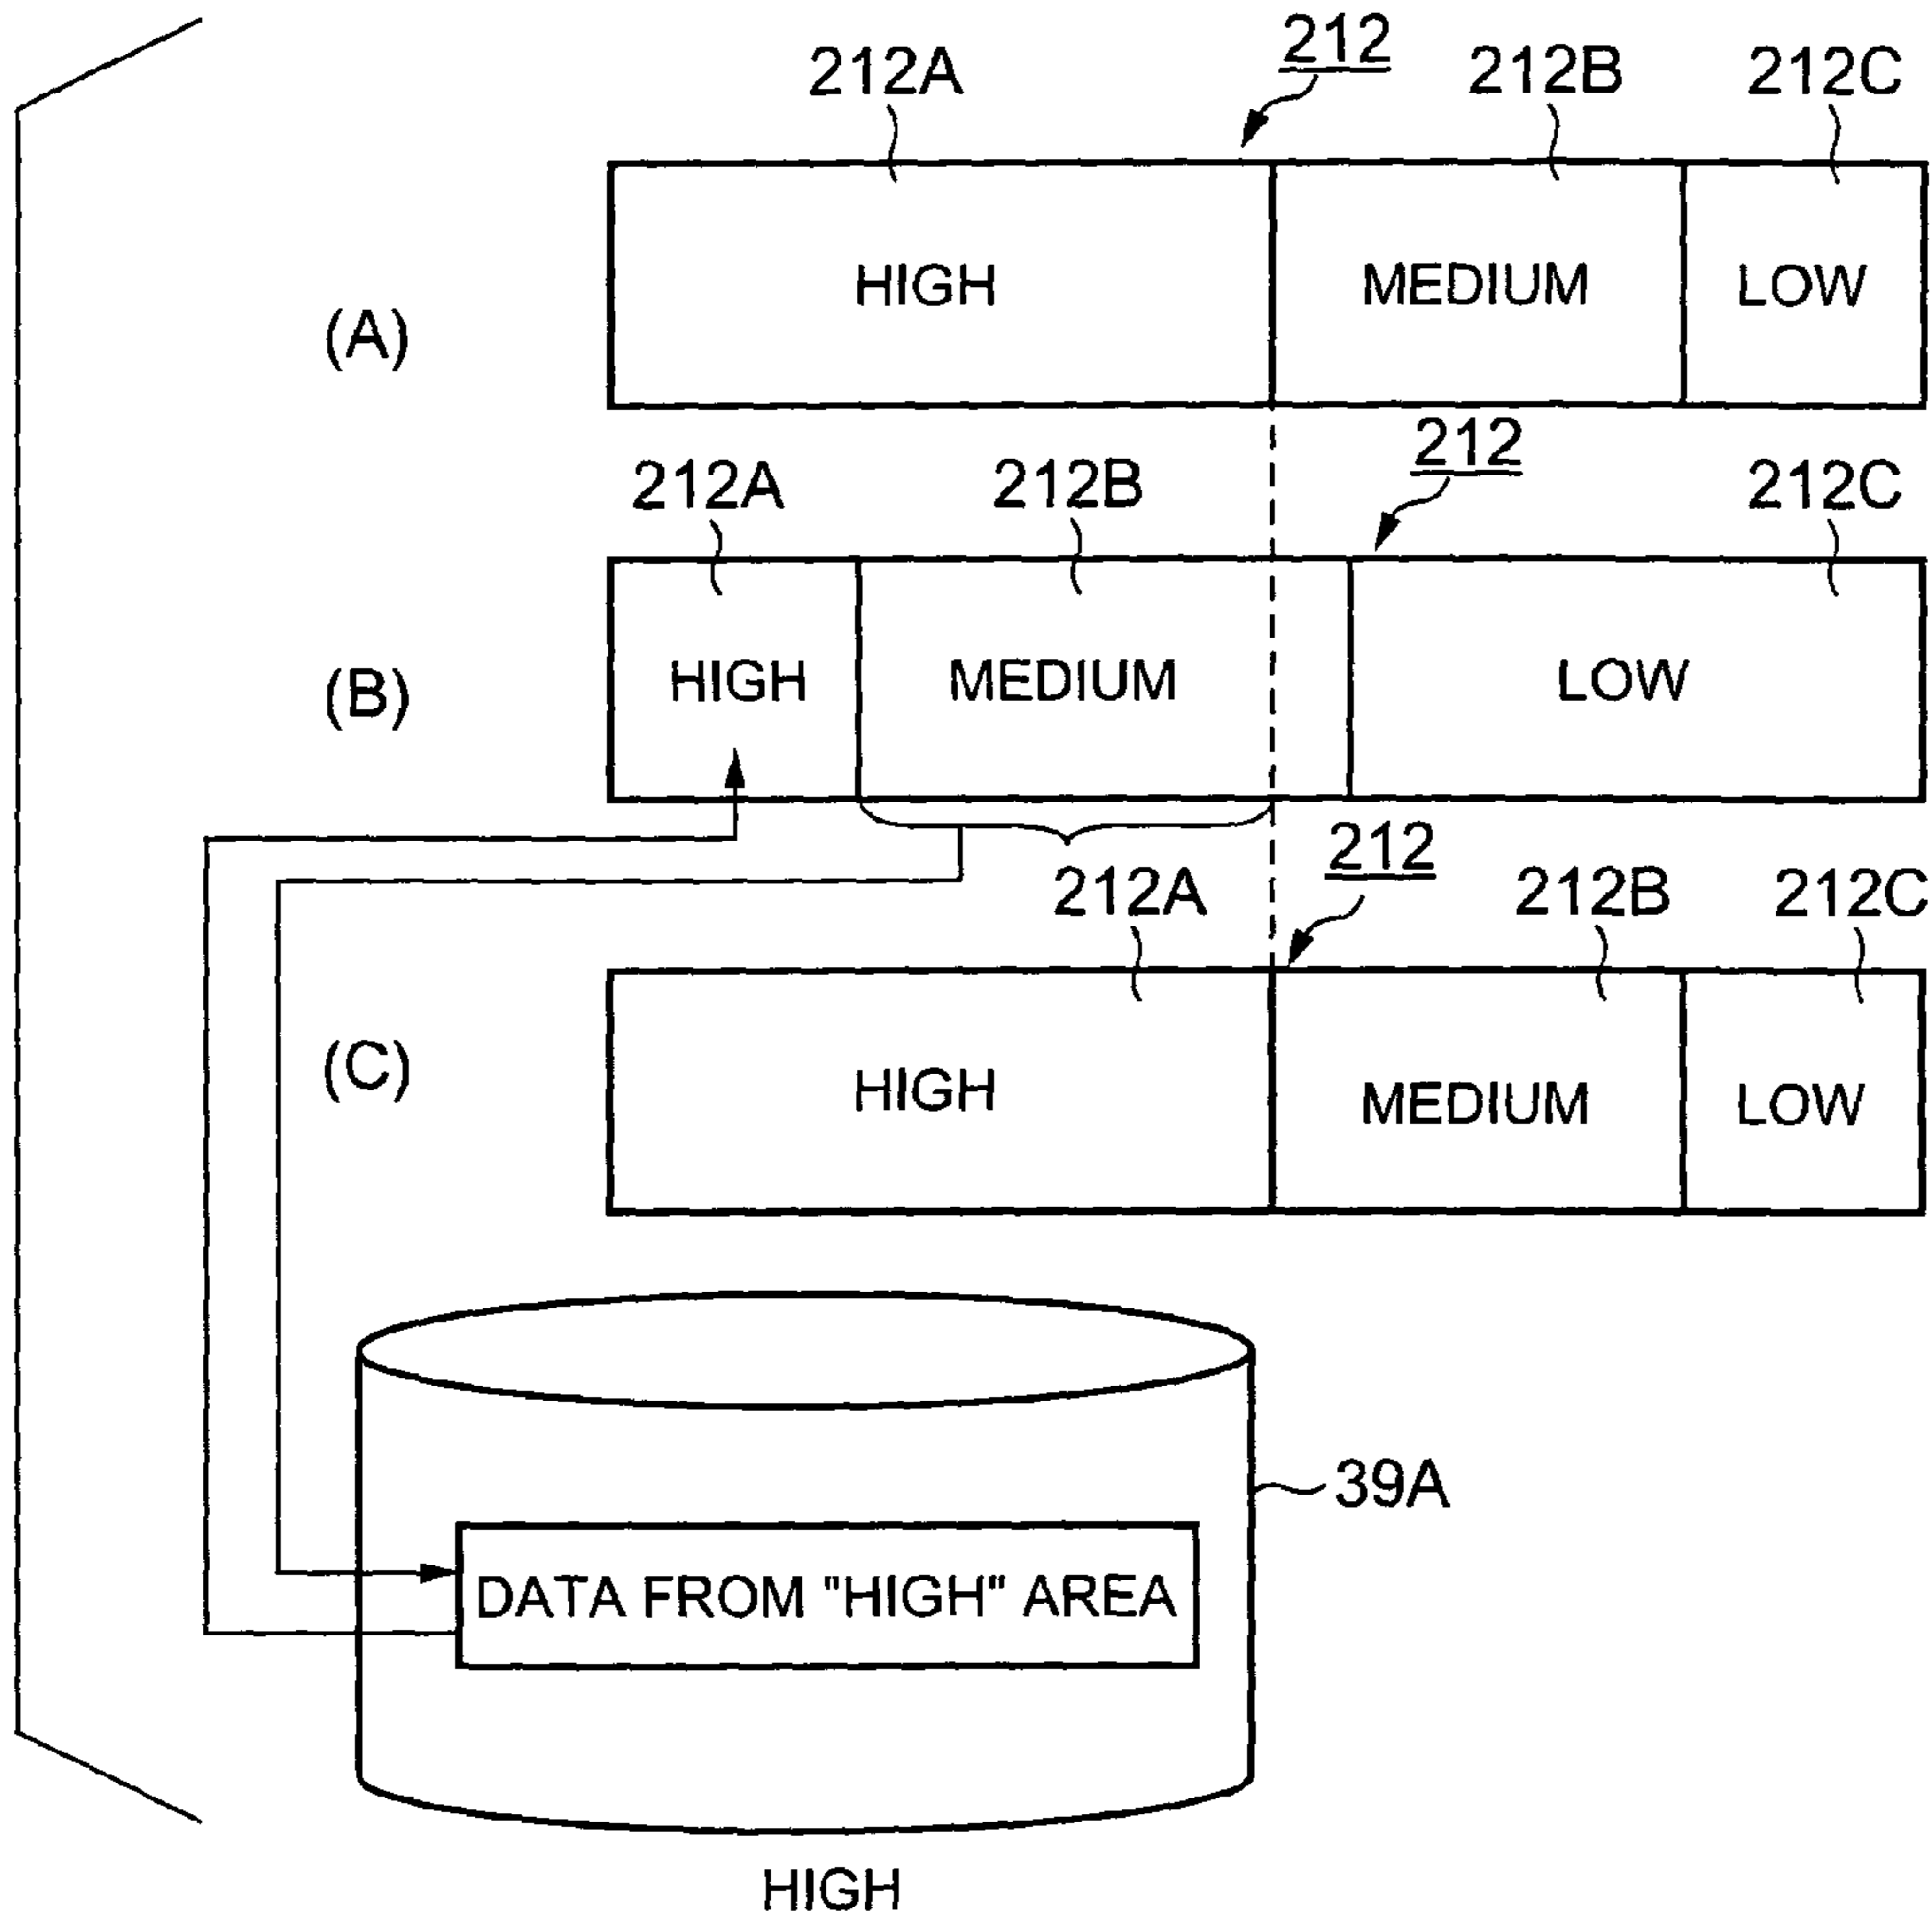 212
212A 212B 212C
HIGH MEDIUM LOW
(A)
212
212A 212B 212C
HIGH MEDIUM LOW
(B)
212
212A 212B 212C
HIGH MEDIUM LOW
(C)
39A
DATA FROM "HIGH" AREA
HIGH